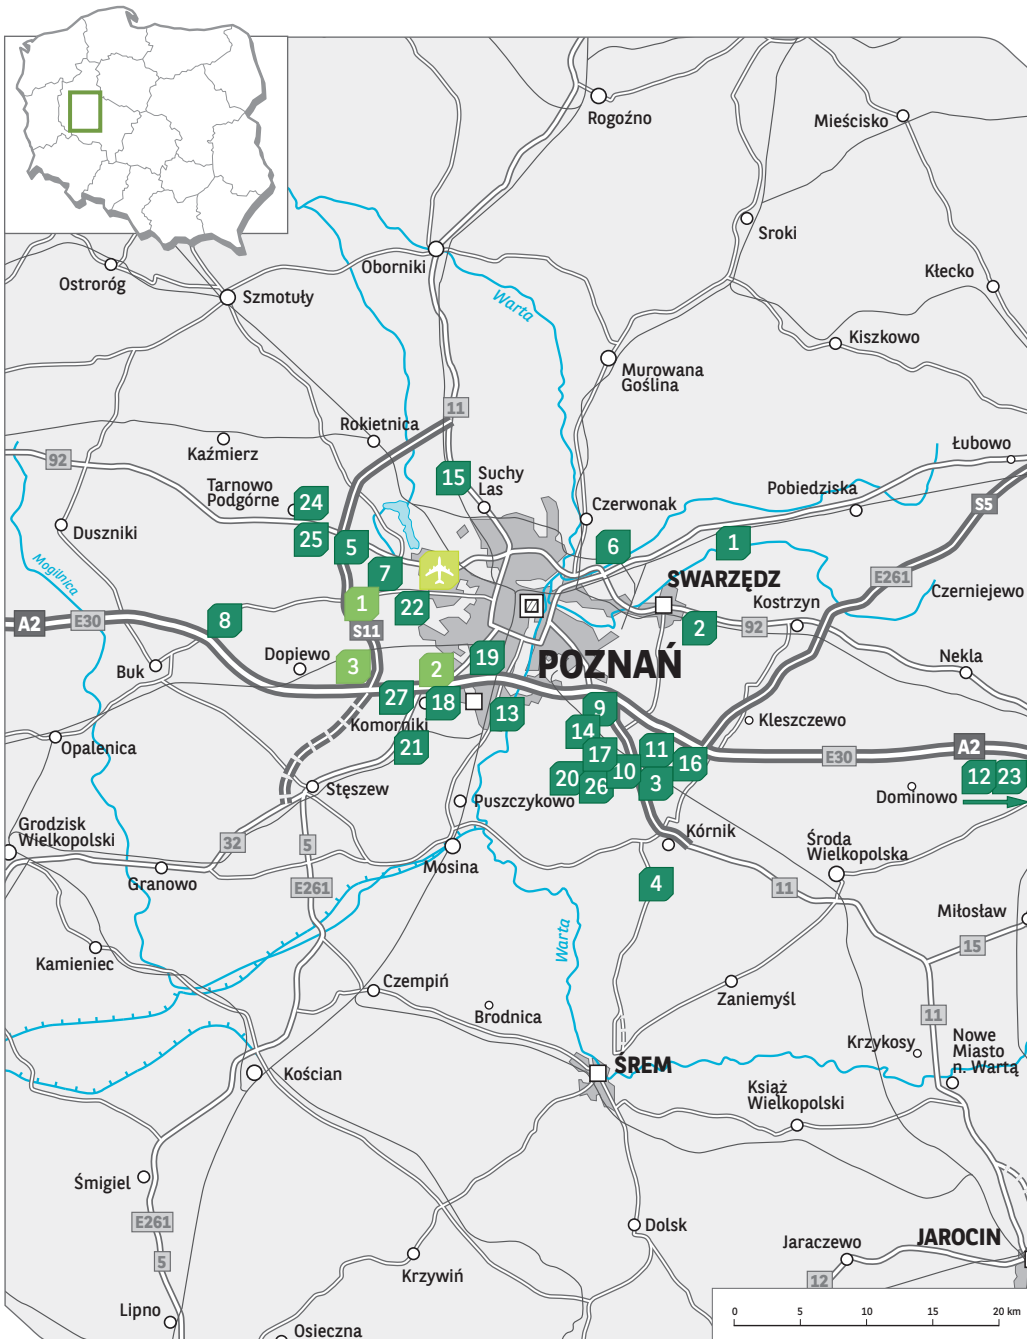 Rogoźno
Mieścisko
Sroki
Oborniki
Ostroróg
Szmotuły
Kłecko
Warta
Kiszkowo
Murowana
Goślina
11
Rokietnica
Kaźmierz
Łubowo
92
15
Suchy
Las
Tarnowo
Podgórne
24
Pobiedziska
S5
Czerwonak
Duszniki
25
5
6
1
Mogilnica
7
SWARZĘDZ
E261
Czerniejewo
1
22
Kostrzyn
A2
E30
8
S11
2
92
Dopiewo
3
2
19
POZNAŃ
Buk
Nekla
27
18
13
9
Komorniki
Kleszczewo
14
Opalenica
21
17
11
16
E30
A2
20
26
10
3
12
23
Stęszew
Puszczykowo
Dominowo
Grodzisk
Wielkopolski
32
5
Mosina
Kórnik
Środa
Wielkopolska
Granowo
E261
4
11
Miłosław
Kamieniec
Warta
15
Czempiń
Zaniemyśl
Brodnica
11
Krzykosy
Nowe
Miasto
n. Wartą
Kościan
ŚREM
Książ
Wielkopolski
Śmigiel
E261
Dolsk
5
Jaraczewo
JAROCIN
Krzywiń
12
Lipno
Osieczna
0
5
10
15
20 km